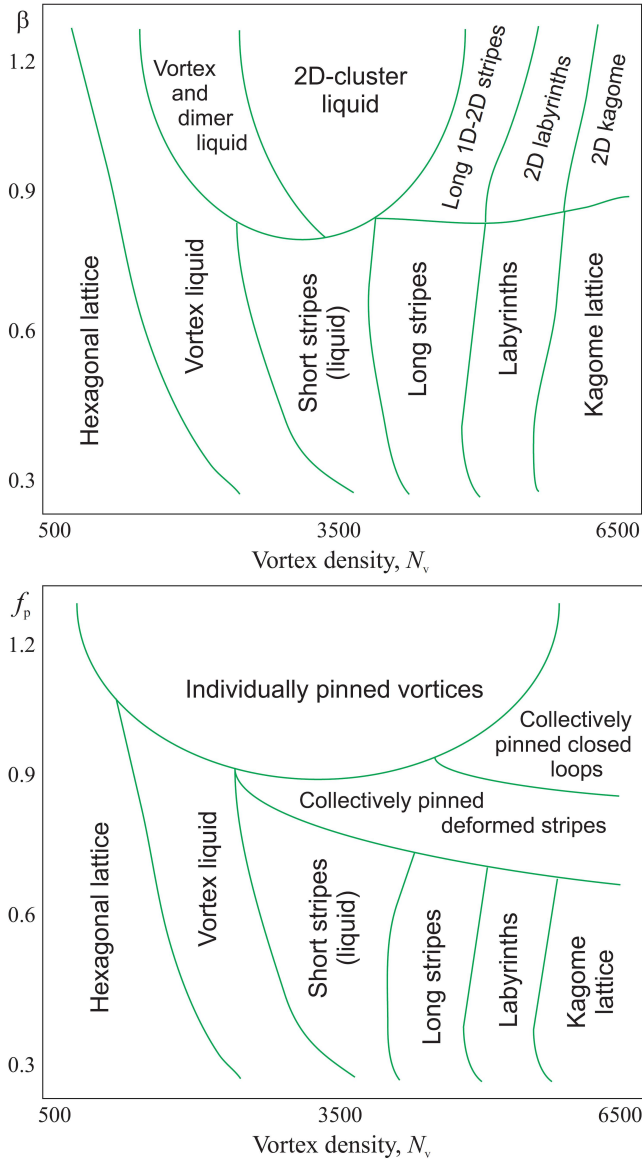 β
1.2
0.9
0.6
0.3
Vortex
and
dimer
liquid
2D-cluster
liquid
Long 1D-2D stripes
2D labyrinths
2D kagome
Hexagonal lattice
Vortex liquid
Short stripes
(liquid)
Long stripes
Labyrinths
Kagome lattice
500
3500
6500
Vortex density, Nv
fp
1.2
0.9
0.6
0.3
Individually pinned vortices
Collectively
pinned closed
loops
Collectively pinned
deformed stripes
Hexagonal lattice
Vortex liquid
Short stripes
(liquid)
Long stripes
Labyrinths
Kagome
lattice
500
3500
6500
Vortex density, Nv